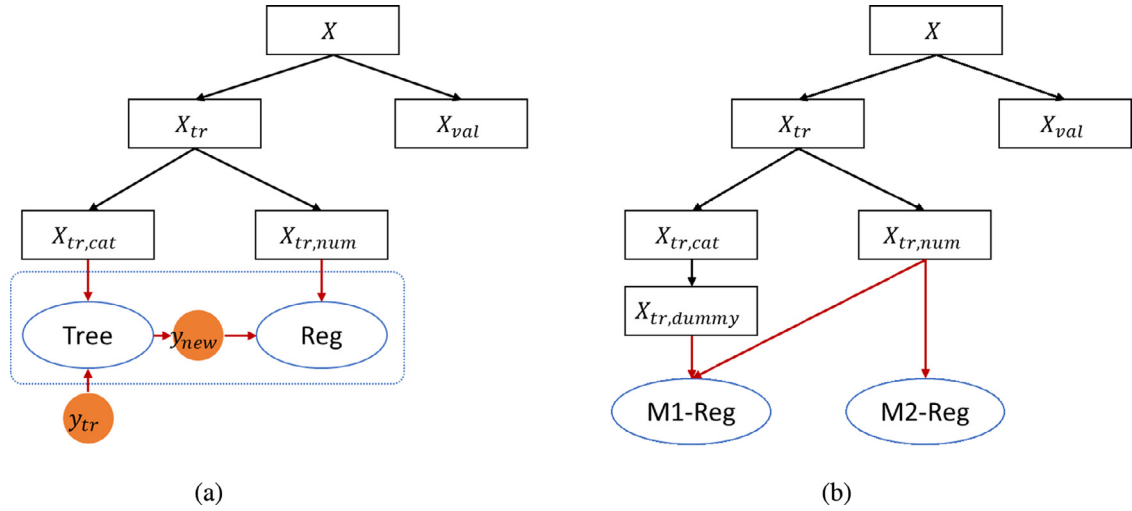 X X
X_tr X_val X_tr X_val
X_tr,cat X_tr,num X_tr,cat X_tr,num
X_tr,dummy
Tree y_new Reg
M1-Reg M2-Reg
y_tr
(a) (b)